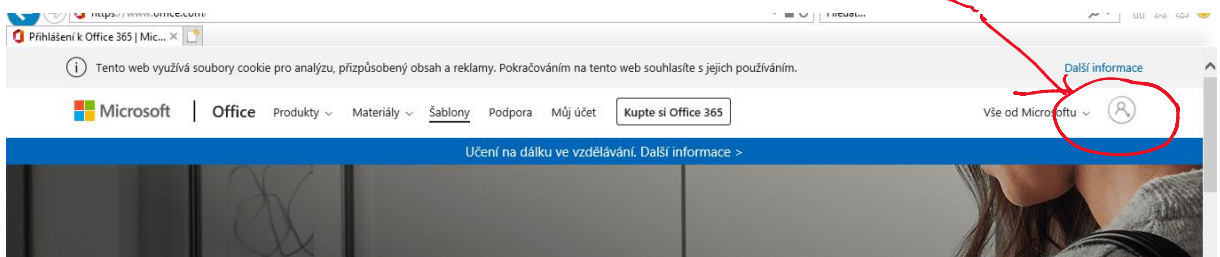 https://www.office.com/
Hledat...
Přihlášení k Office 365 | Mic... ×
Tento web využívá soubory cookie pro analýzu, přizpůsobený obsah a reklamy. Pokračováním na tento web souhlasíte s jejich používáním.
Další informace
Microsoft | Office Produkty Materiály Šablony Podpora Můj účet Kupte si Office 365 Vše od Microsoftu
Učení na dálku ve vzdělávání. Další informace >